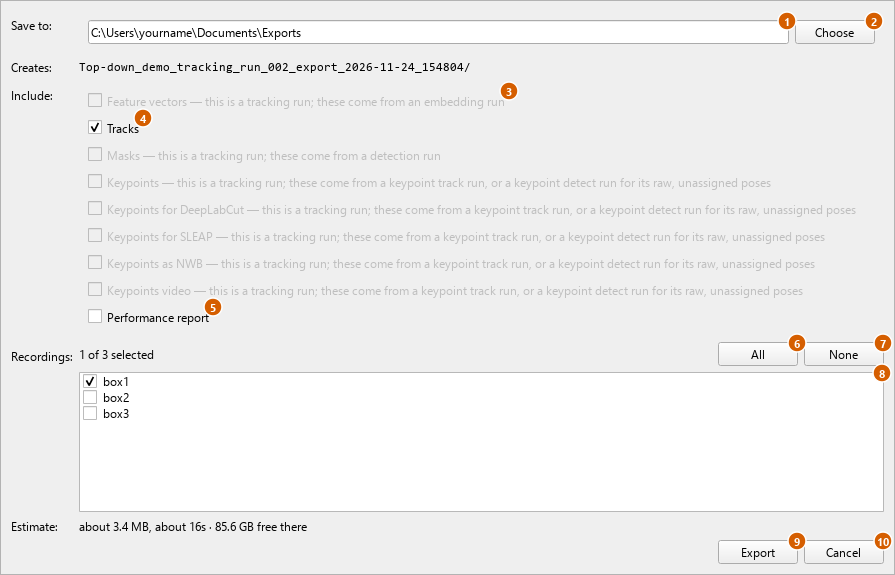 Save to:
C:\Users\yourname\Documents\Exports
1
Choose
2
Creates:
Top-down_demo_tracking_run_002_export_2026-11-24_154804/
Include:
Feature vectors — this is a tracking run; these come from an embedding run
3
Tracks
4
Masks — this is a tracking run; these come from a detection run
Keypoints — this is a tracking run; these come from a keypoint track run, or a keypoint detect run for its raw, unassigned poses
Keypoints for DeepLabCut — this is a tracking run; these come from a keypoint track run, or a keypoint detect run for its raw, unassigned poses
Keypoints for SLEAP — this is a tracking run; these come from a keypoint track run, or a keypoint detect run for its raw, unassigned poses
Keypoints as NWB — this is a tracking run; these come from a keypoint track run, or a keypoint detect run for its raw, unassigned poses
Keypoints video — this is a tracking run; these come from a keypoint track run, or a keypoint detect run for its raw, unassigned poses
Performance report
5
Recordings:
1 of 3 selected
All
6
None
7
8
box1
box2
box3
Estimate:
about 3.4 MB, about 16s · 85.6 GB free there
Export
9
Cancel
10